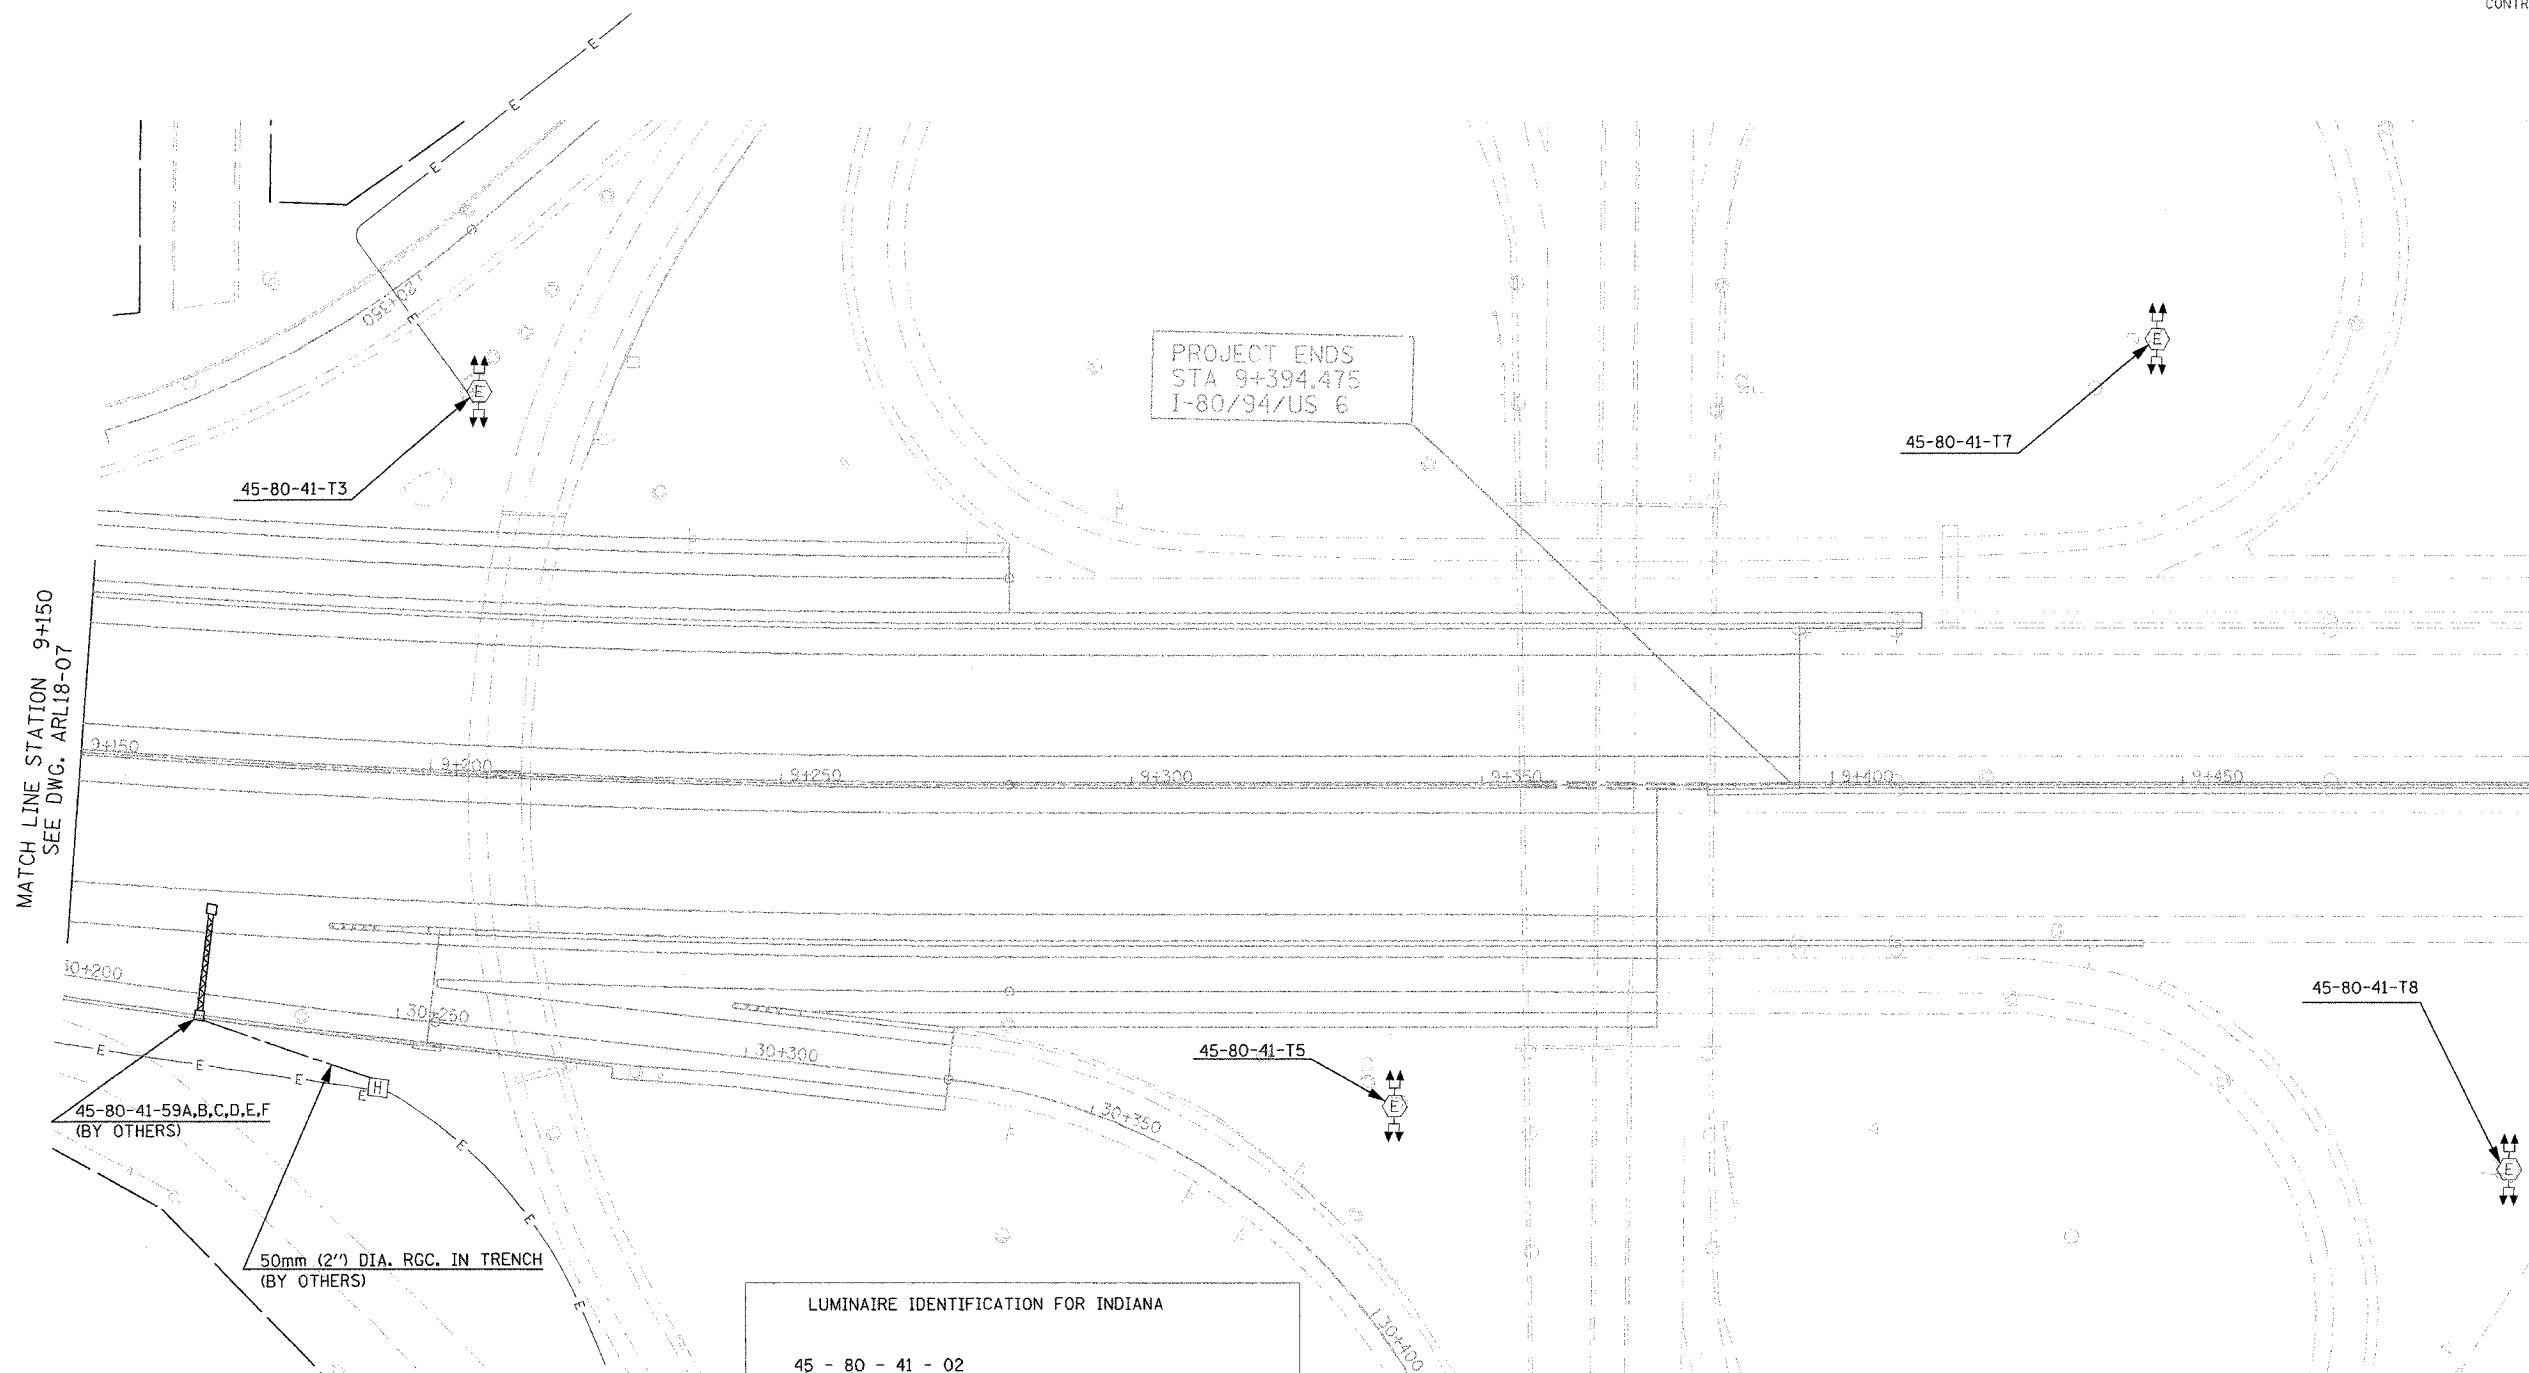 CONTR
E
E
E
20+350
E
E
45-80-41-T3
PROJECT ENDS
STA 9+394.475
I-80/94/US 6
E
45-80-41-T7
MATCH LINE STATION 9+150
SEE DWG. ARL18-07
9+150
9+200
9+250
9+300
9+350
9+400
9+450
30+200
30+250
30+300
30+350
30+400
E
E
E
E
H
E
E
E
45-80-41-59A,B,C,D,E,F
(BY OTHERS)
50mm (2") DIA. RGC. IN TRENCH
(BY OTHERS)
45-80-41-T5
E
45-80-41-T8
E
LUMINAIRE IDENTIFICATION FOR INDIANA
45 - 80 - 41 - 02